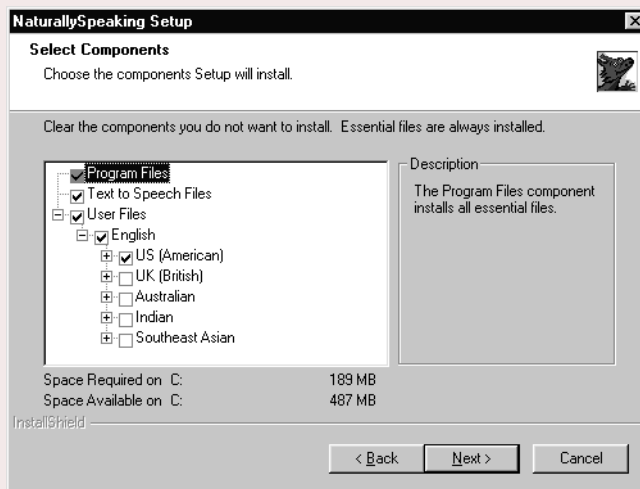 NaturallySpeaking Setup
Select Components
Choose the components Setup will install.
Clear the components you do not want to install. Essential files are always installed.
Program Files
Text to Speech Files
User Files
English
US (American)
UK (British)
Australian
Indian
Southeast Asian
Description
The Program Files component
installs all essential files.
Space Required on C: 189 MB
Space Available on C: 487 MB
InstallShield
< Back Next > Cancel